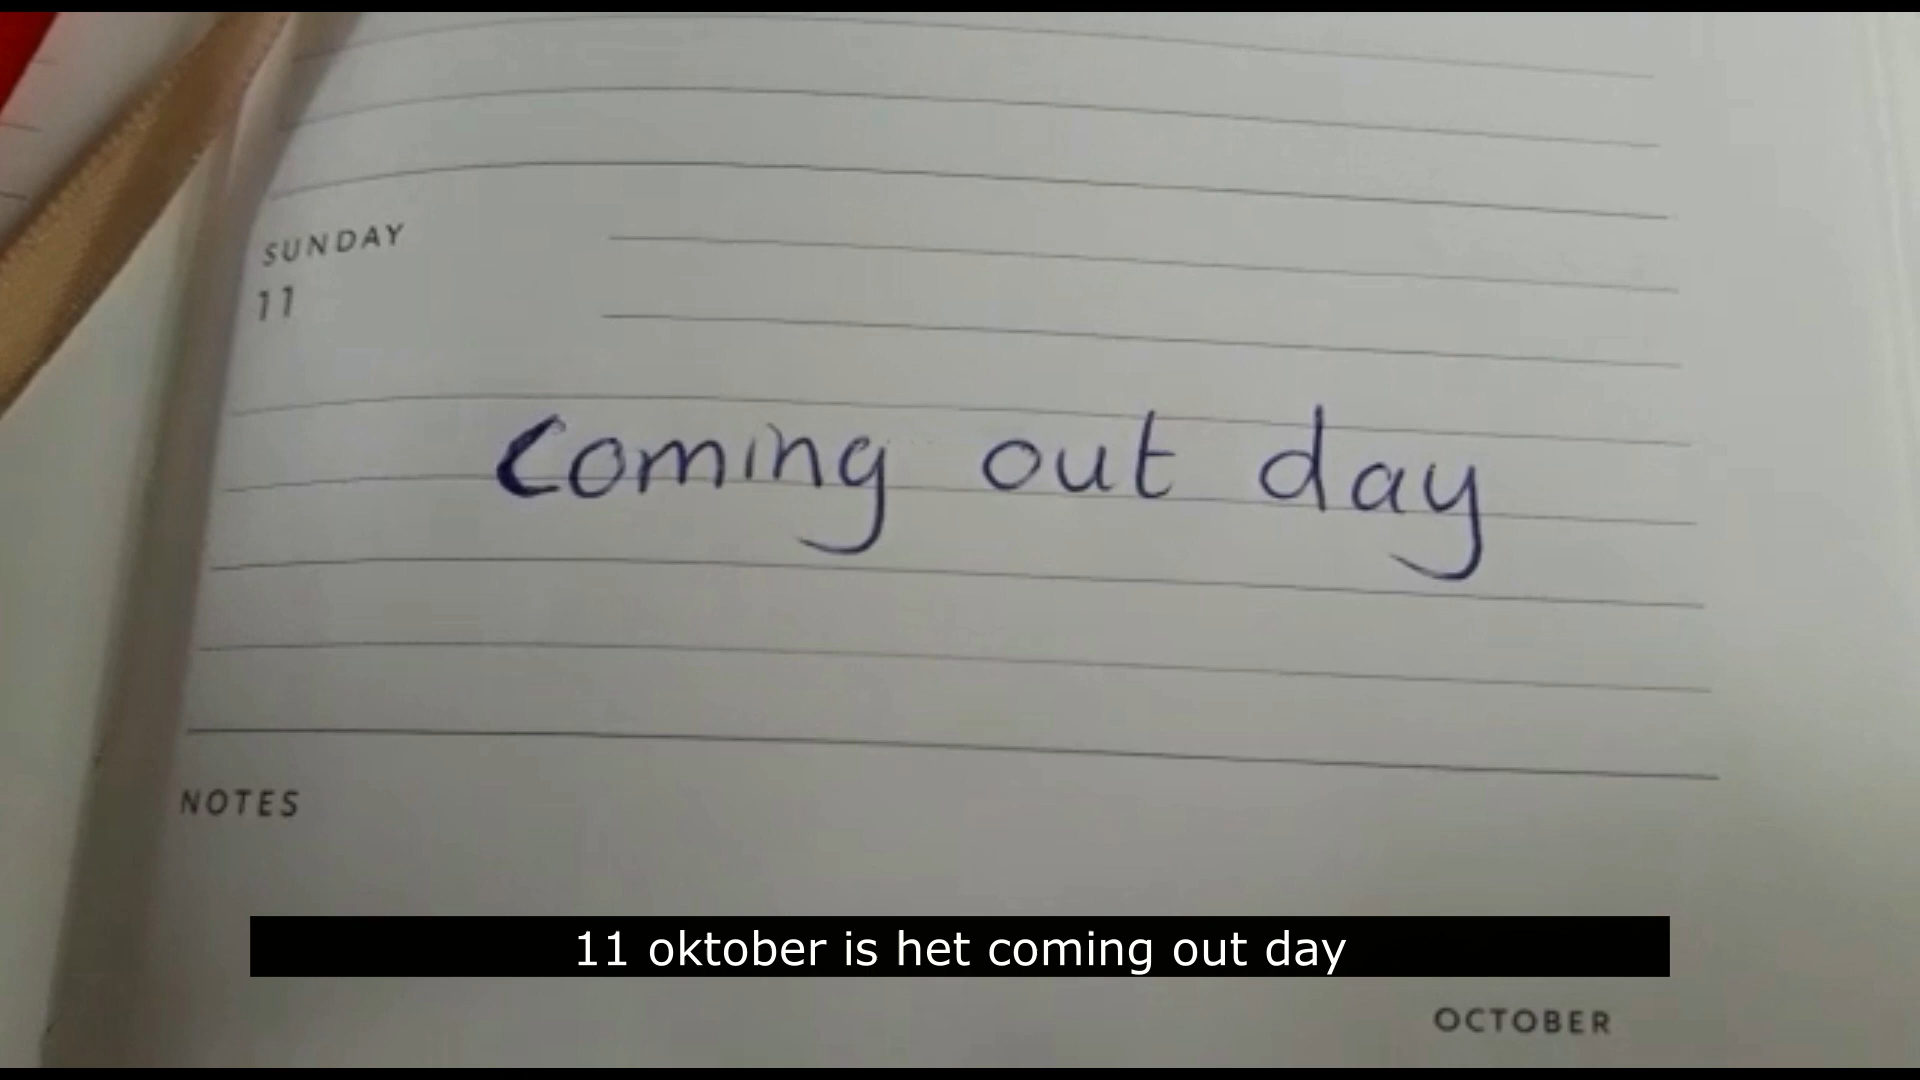 SUNDAY
11
Coming out day
NOTES
11 oktober is het coming out day
OCTOBER